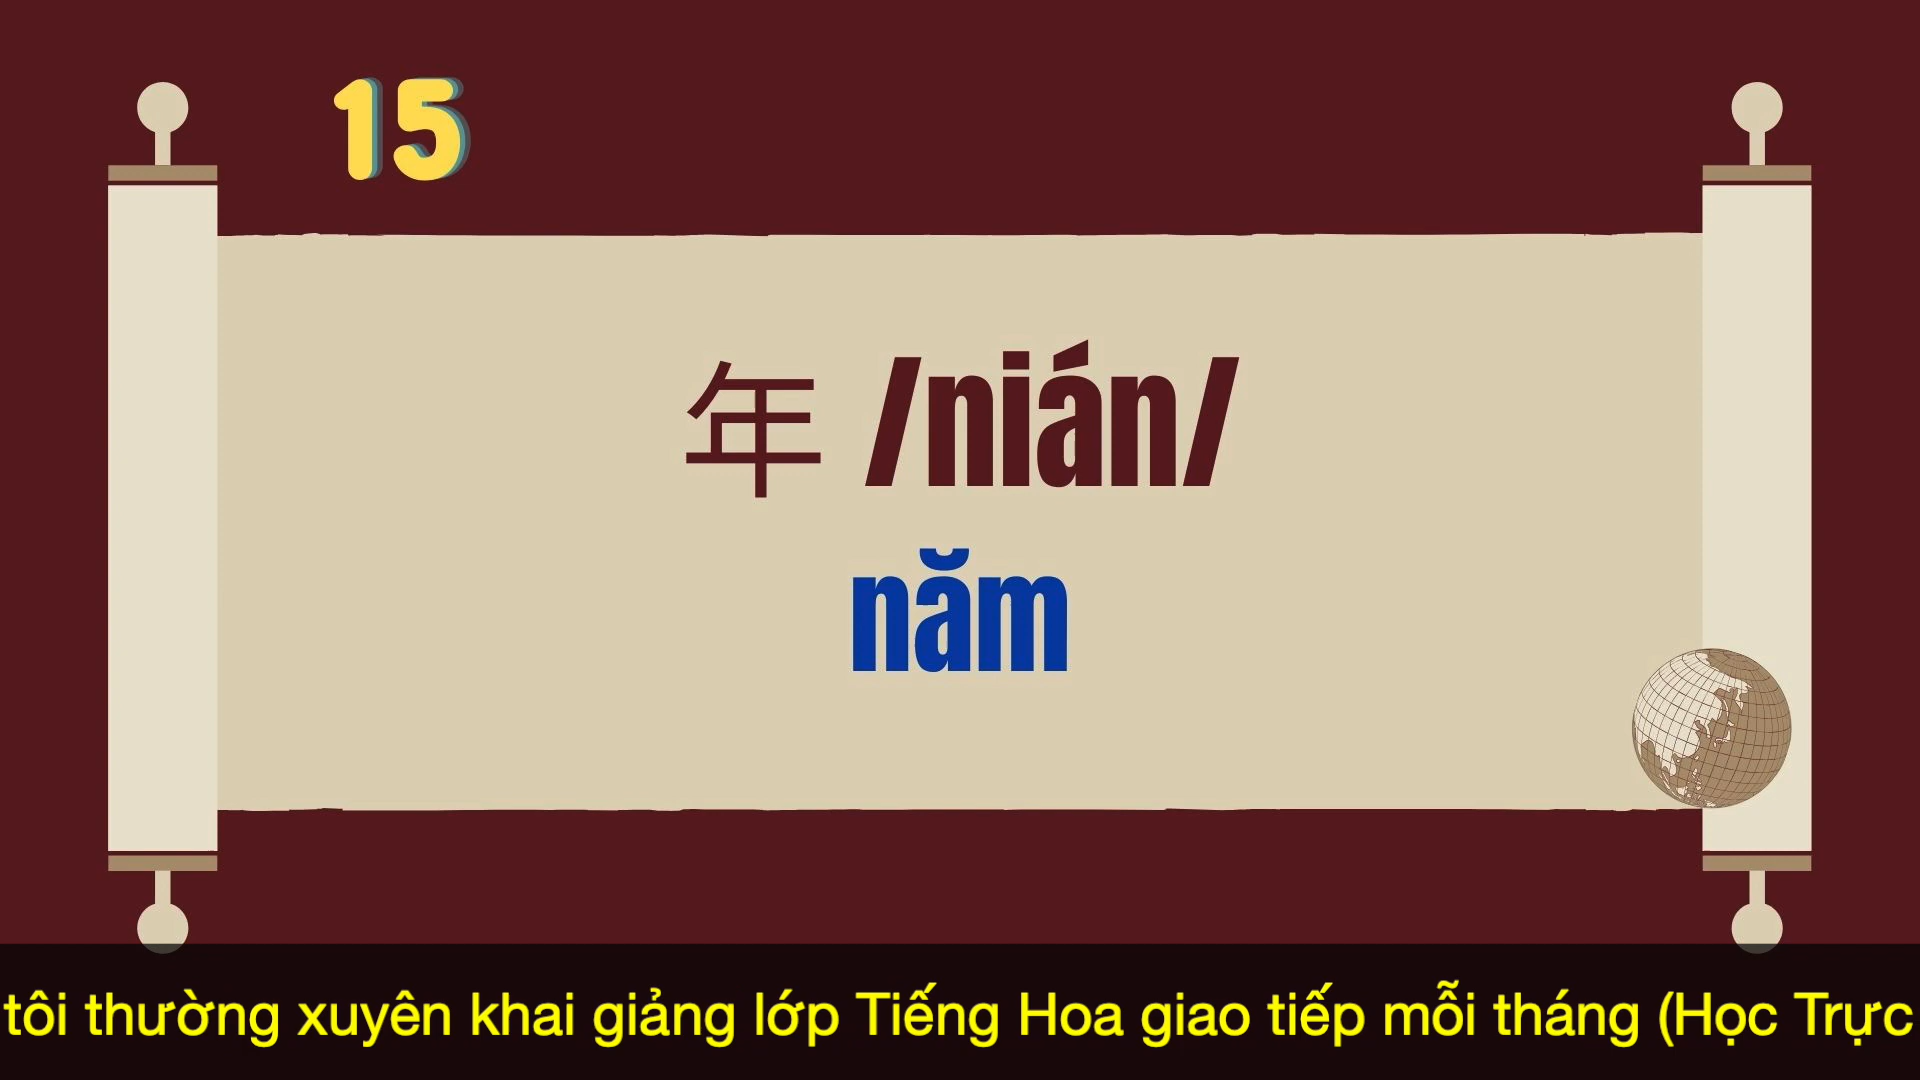 15
年 /nián/
năm
tôi thường xuyên khai giảng lớp Tiếng Hoa giao tiếp mỗi tháng (Học Trực